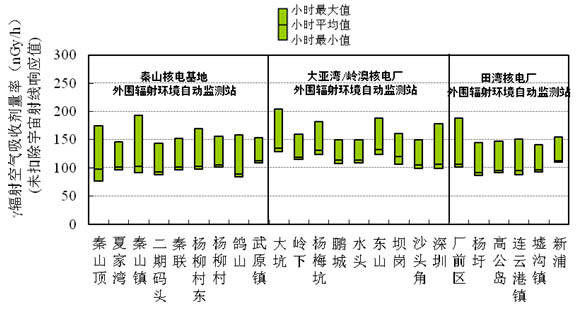 小时最大值
小时平均值
小时最小值
γ辐射空气吸收剂量率（nGy/h）
(未扣除宇宙射线响应值)
300
250
200
150
100
50
0
秦山核电基地
外围辐射环境自动监测站
大亚湾/岭澳核电厂
外围辐射环境自动监测站
田湾核电厂
外围辐射环境自动监测站
秦山顶
夏家湾
秦山镇
二期码头
秦联
杨柳村东
杨柳村
鸽山
武原镇
大坑
岭下
杨梅坑
鹏城
水头
东山
坝岗
沙头角
深圳
厂前区
杨圩
高公岛
连云港镇
墟沟镇
新浦